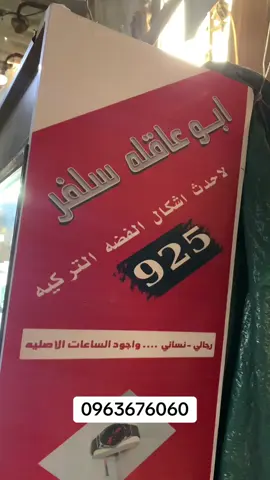 ابو عاقله سلفر
لاحدث اشكال الفضه التركيه
925
رجالي - نسائي .... واجود الساعات الاصليه
0963676060